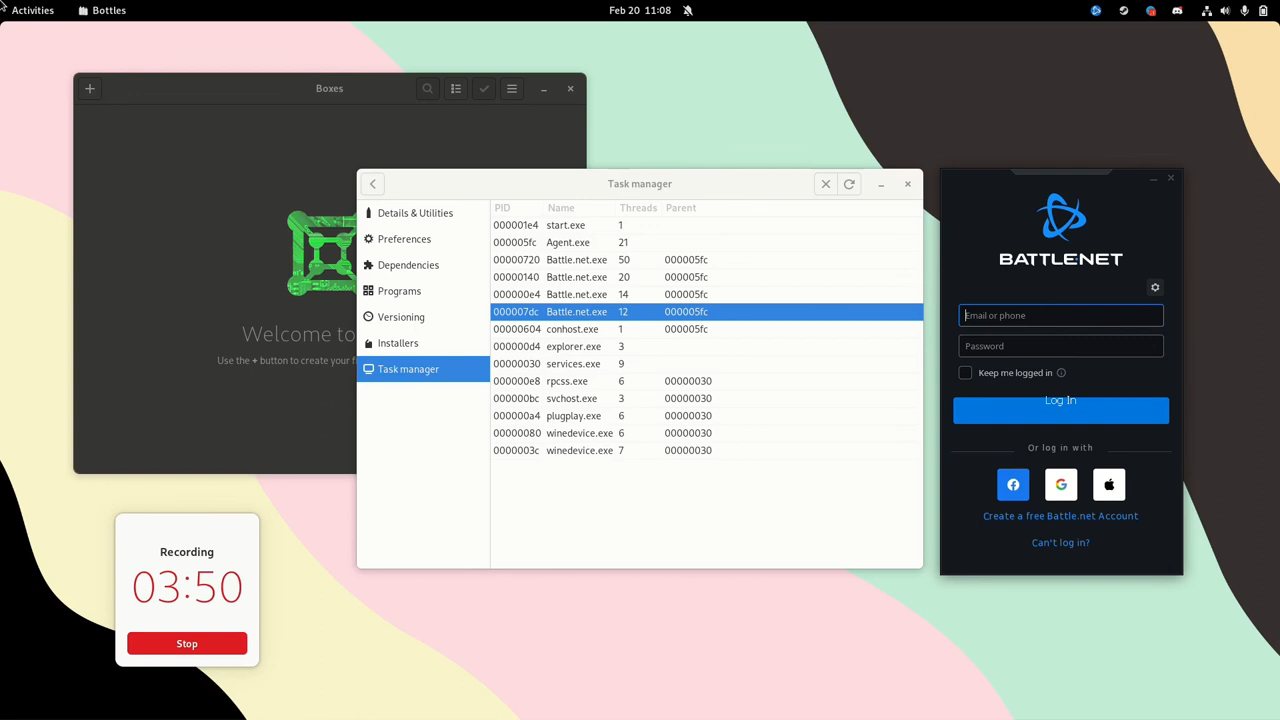 Activities
Bottles
Feb 20 11:08
Boxes
Welcome to
Use the + button to create your f
Task manager
Details & Utilities
Preferences
Dependencies
Programs
Versioning
Installers
Task manager
PID Name Threads Parent
000001e4 start.exe 1
000005fc Agent.exe 21
00000720 Battle.net.exe 50 000005fc
00000140 Battle.net.exe 20 000005fc
000000e4 Battle.net.exe 14 000005fc
000007dc Battle.net.exe 12 000005fc
00000604 conhost.exe 1 000005fc
000000d4 explorer.exe 3
00000030 services.exe 9
000000e8 rpcss.exe 6 00000030
000000bc svchost.exe 3 00000030
000000a4 plugplay.exe 6 00000030
00000080 winedevice.exe 6 00000030
0000003c winedevice.exe 7 00000030
BATTLE.NET
Email or phone
Password
Keep me logged in
Log In
Or log in with
Create a free Battle.net Account
Can't log in?
Recording
03:50
Stop